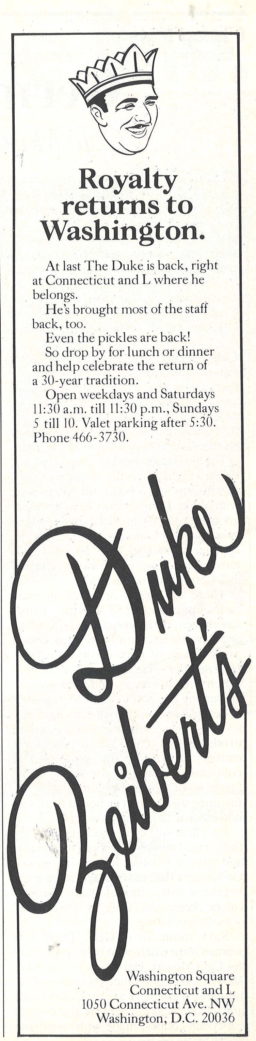 Royalty
returns to
Washington.
At last The Duke is back, right
at Connecticut and L where he
belongs.
He's brought most of the staff
back, too.
Even the pickles are back!
So drop by for lunch or dinner
and help celebrate the return of
a 30-year tradition.
Open weekdays and Saturdays
11:30 a.m. till 11:30 p.m., Sundays
5 till 10. Valet parking after 5:30.
Phone 466-3730.
Duke
Zeibert's
Washington Square
Connecticut and L
1050 Connecticut Ave. NW
Washington, D.C. 20036